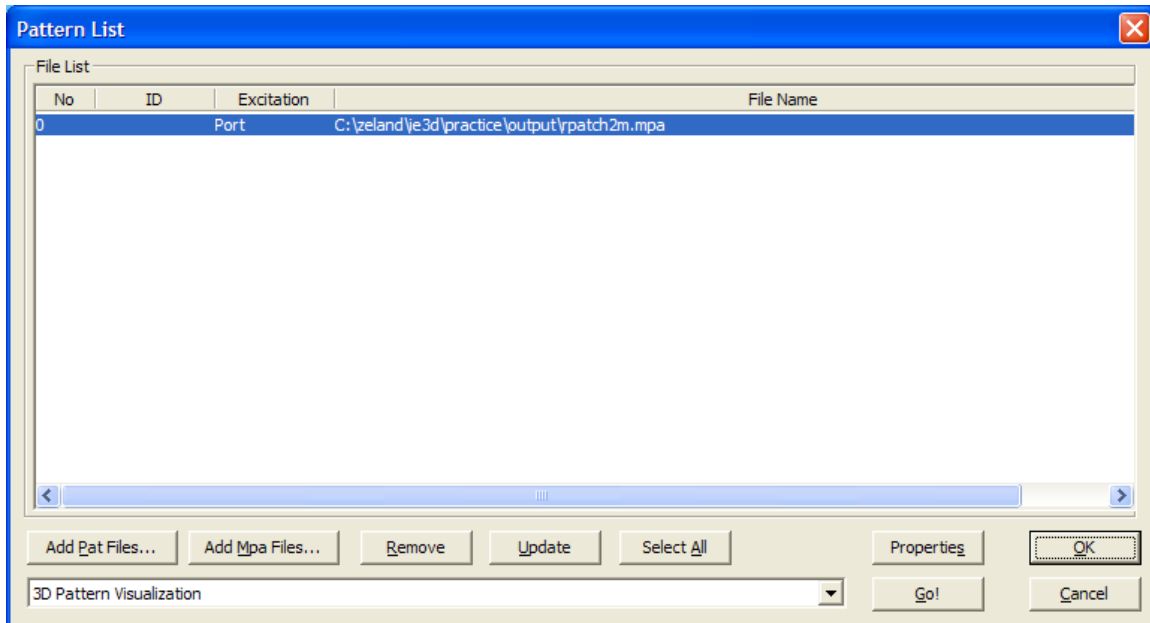 Pattern List
File List
No ID Excitation File Name
0 Port C:\zeland\ie3d\practice\output\rpatch2m.mpa
Add Pat Files... Add Mpa Files... Remove Update Select All Properties OK
3D Pattern Visualization Go! Cancel